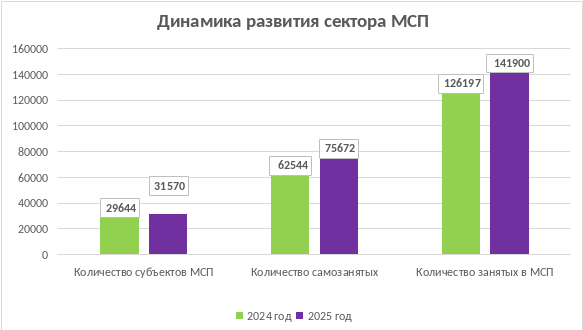 Динамика развития сектора МСП
160000
140000
120000
100000
80000
60000
40000
20000
0
29644
31570
62544
75672
126197
141900
Количество субъектов МСП
Количество самозанятых
Количество занятых в МСП
2024 год
2025 год